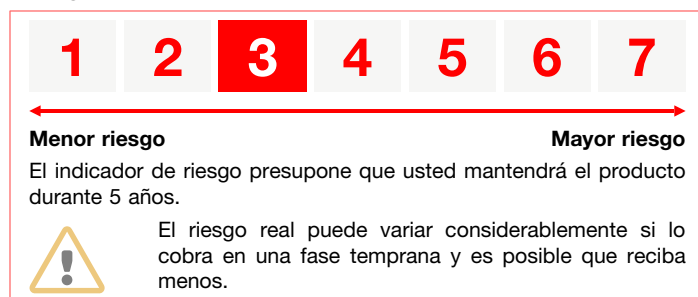 1 2 3 4 5 6 7
Menor riesgo Mayor riesgo
El indicador de riesgo presupone que usted mantendrá el producto
durante 5 años.
El riesgo real puede variar considerablemente si lo
cobra en una fase temprana y es posible que reciba
menos.